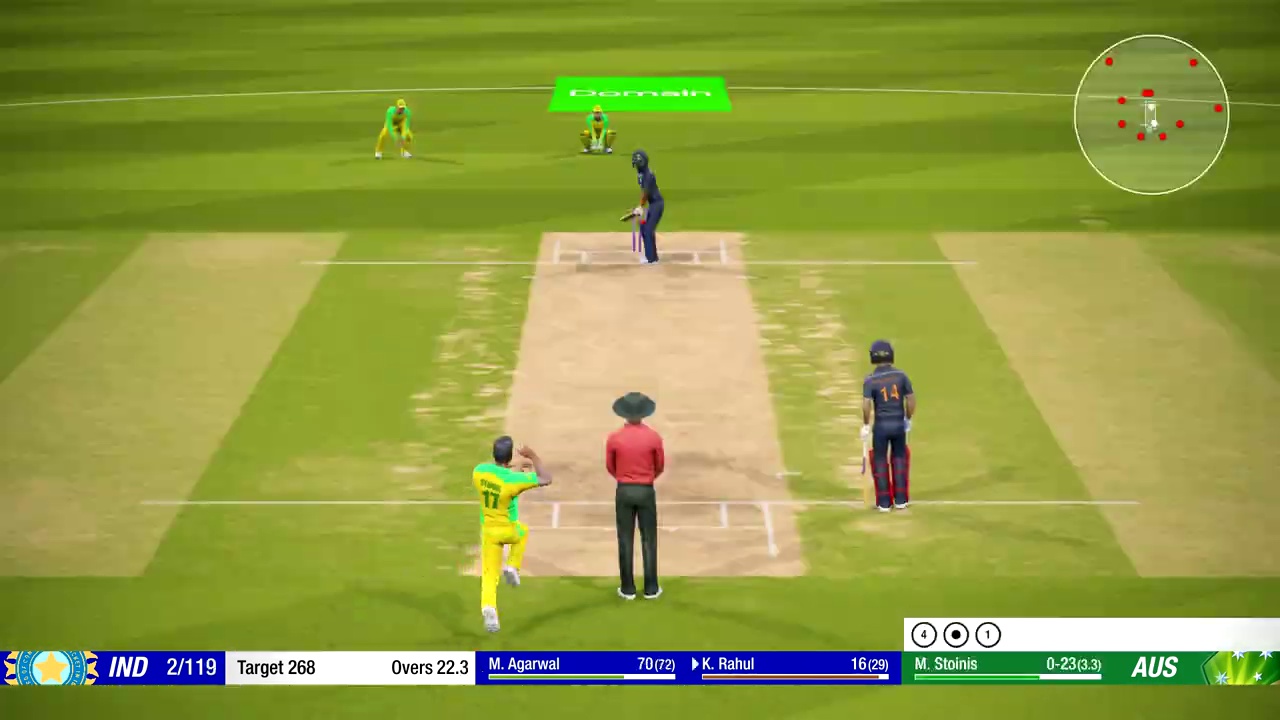 Domain
14
17
4 1
IND 2/119 Target 268 Overs 22.3 M. Agarwal 70(72) K. Rahul 16(29) M. Stoinis 0-23(3.3) AUS